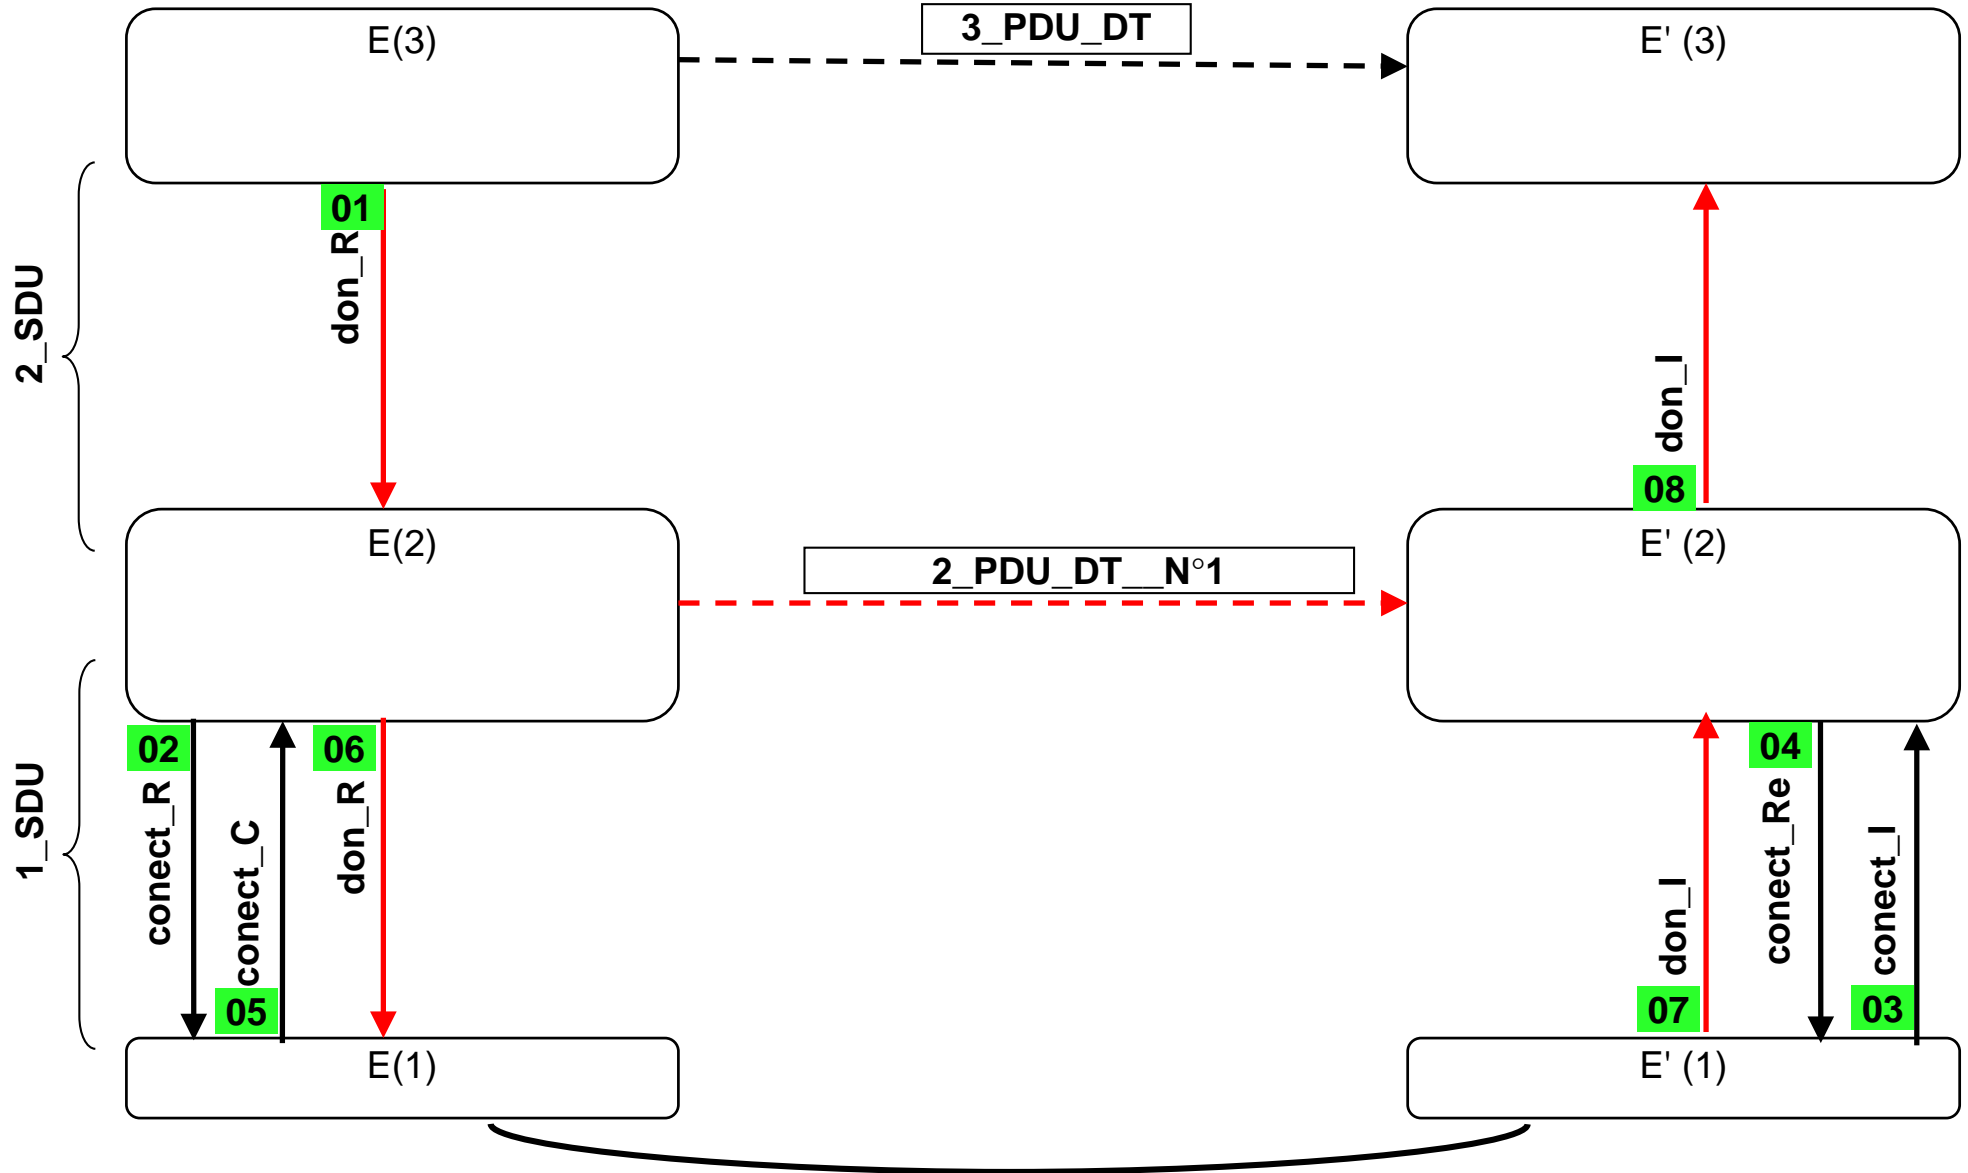 E(3)
3_PDU_DT
E' (3)
01
don_R
2_SDU
don_I
08
E(2)
2_PDU_DT__N°1
E' (2)
02
conect_R
05
conect_C
06
don_R
1_SDU
07
don_I
04
conect_Re
03
conect_I
E(1)
E' (1)